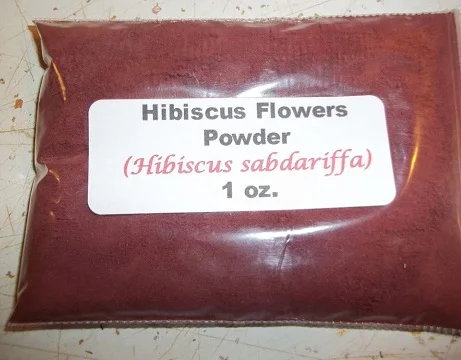 Hibiscus Flowers
Powder
(Hibiscus sabdariffa)
1 oz.